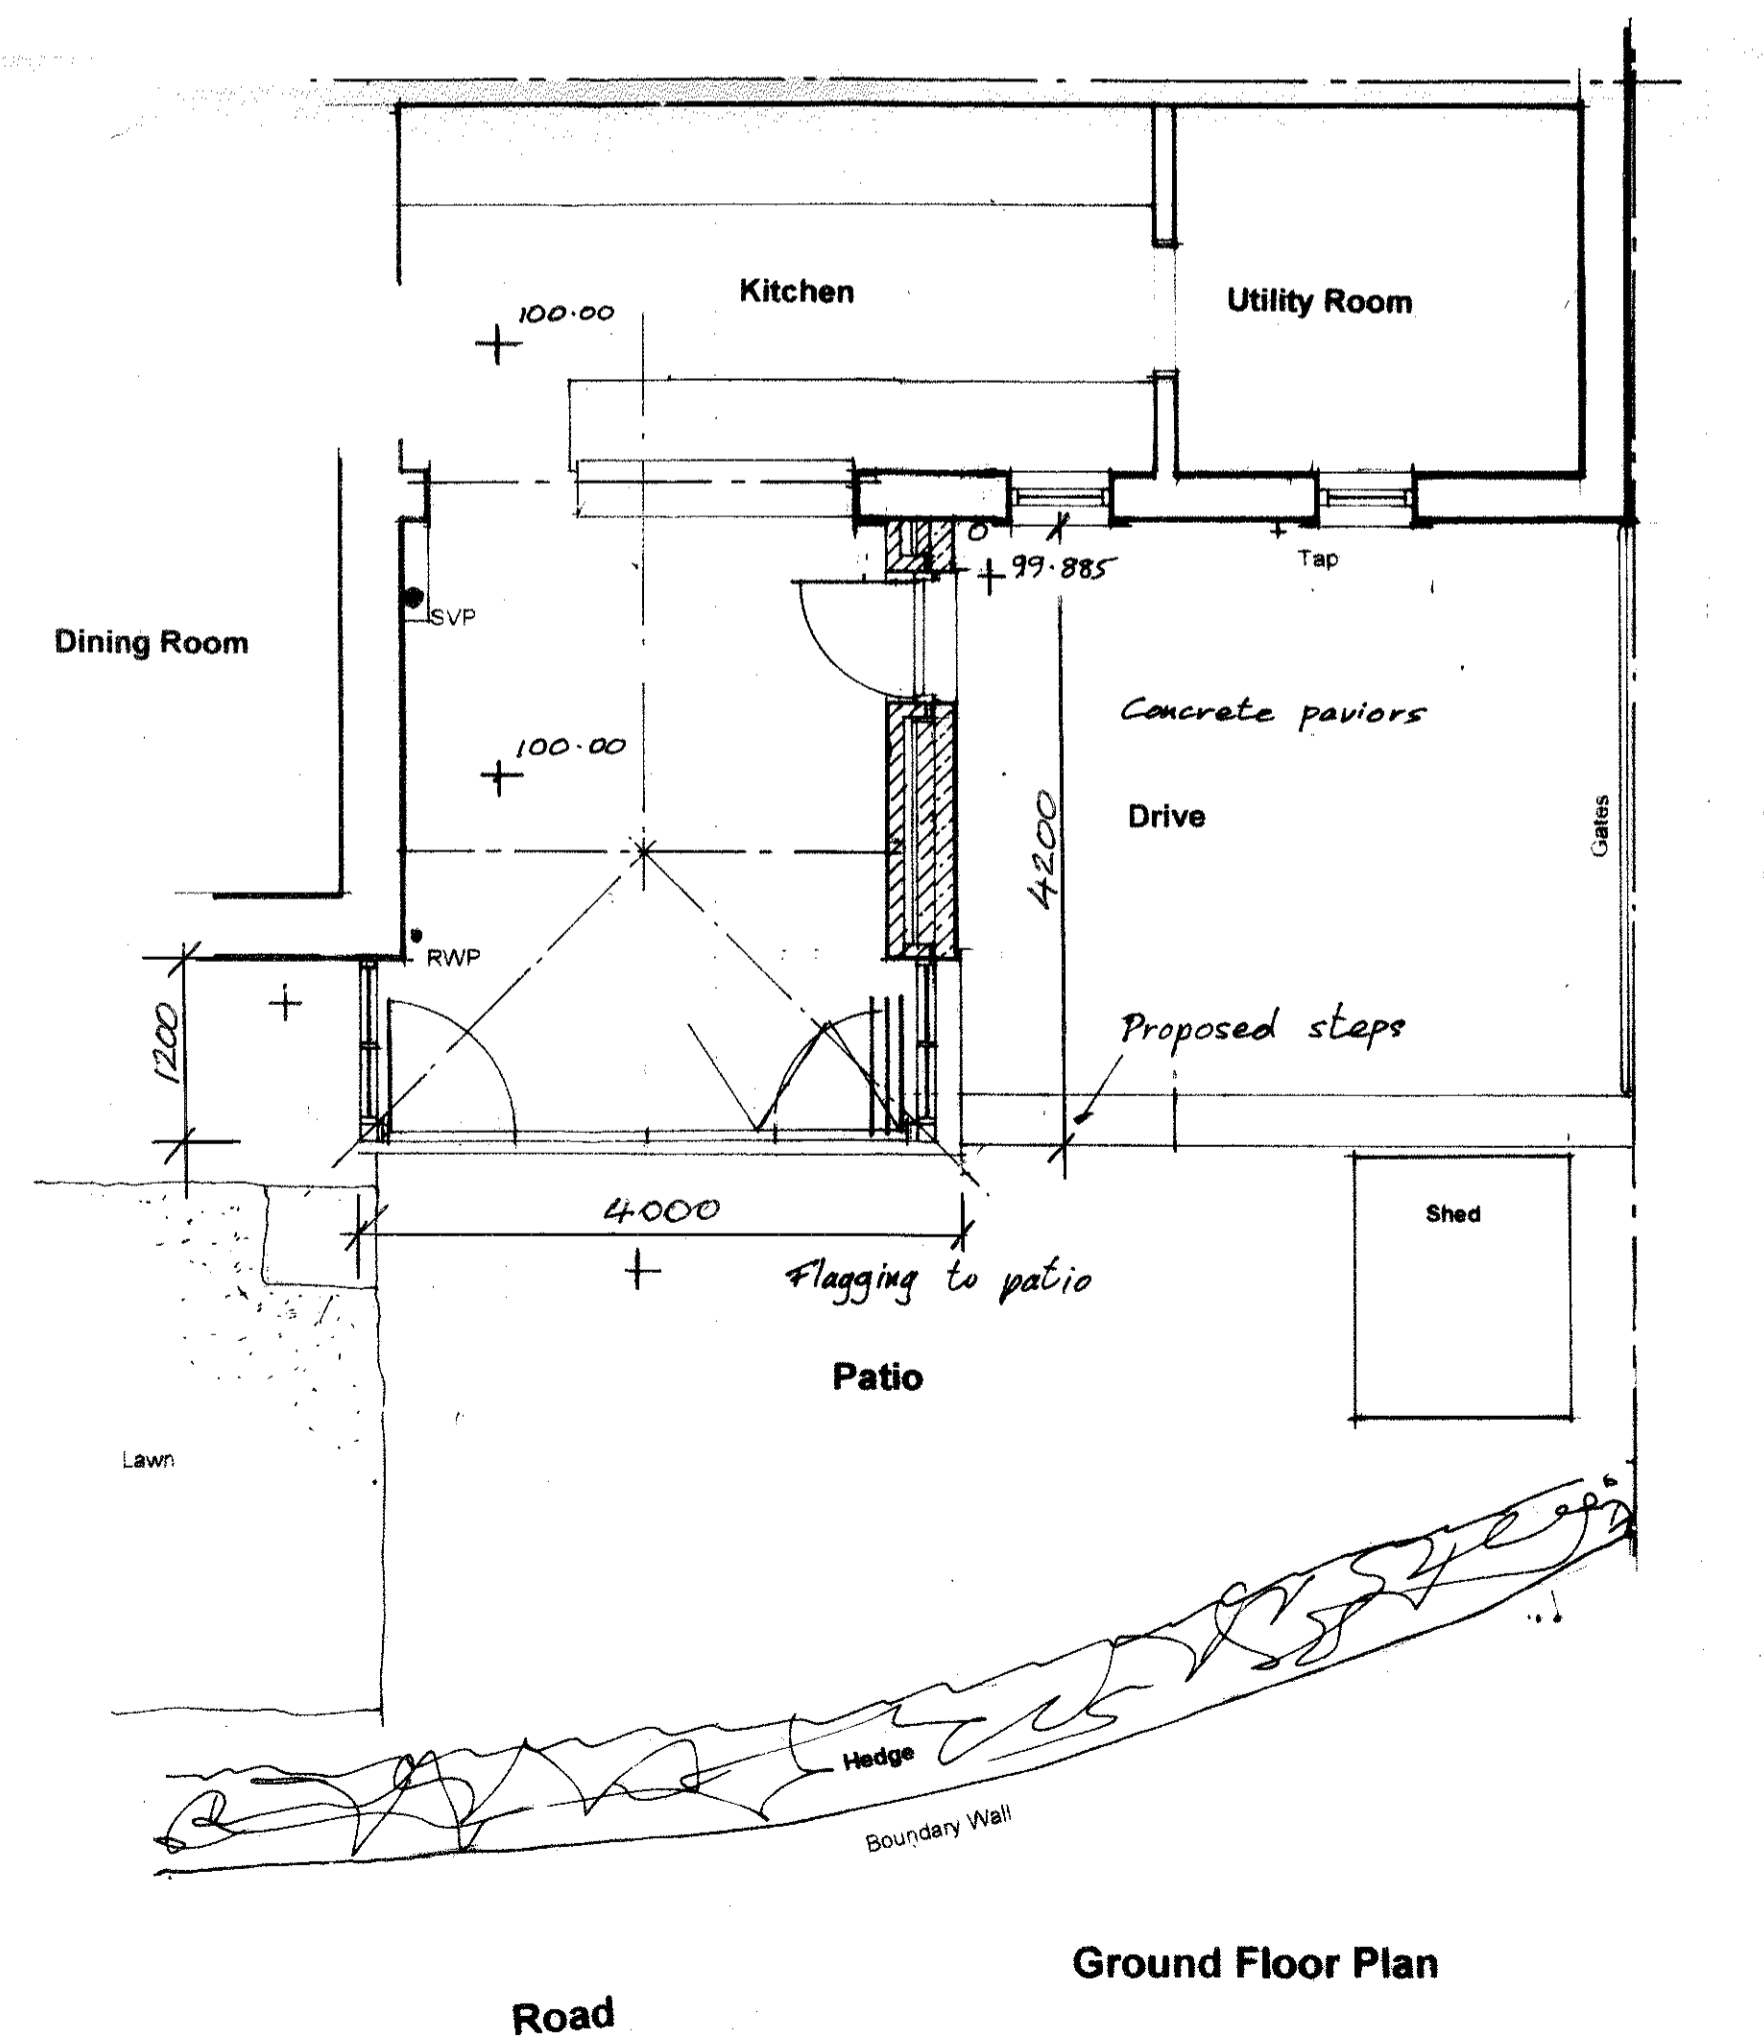 Kitchen
Utility Room
100.00
99.885
Tap
SVP
Dining Room
Concrete paviors
100.00
Drive
Gates
4200
RWP
1200
Proposed steps
4000
Shed
Flagging to patio
Patio
Lawn
Hedge
Boundary Wall
Ground Floor Plan
Road